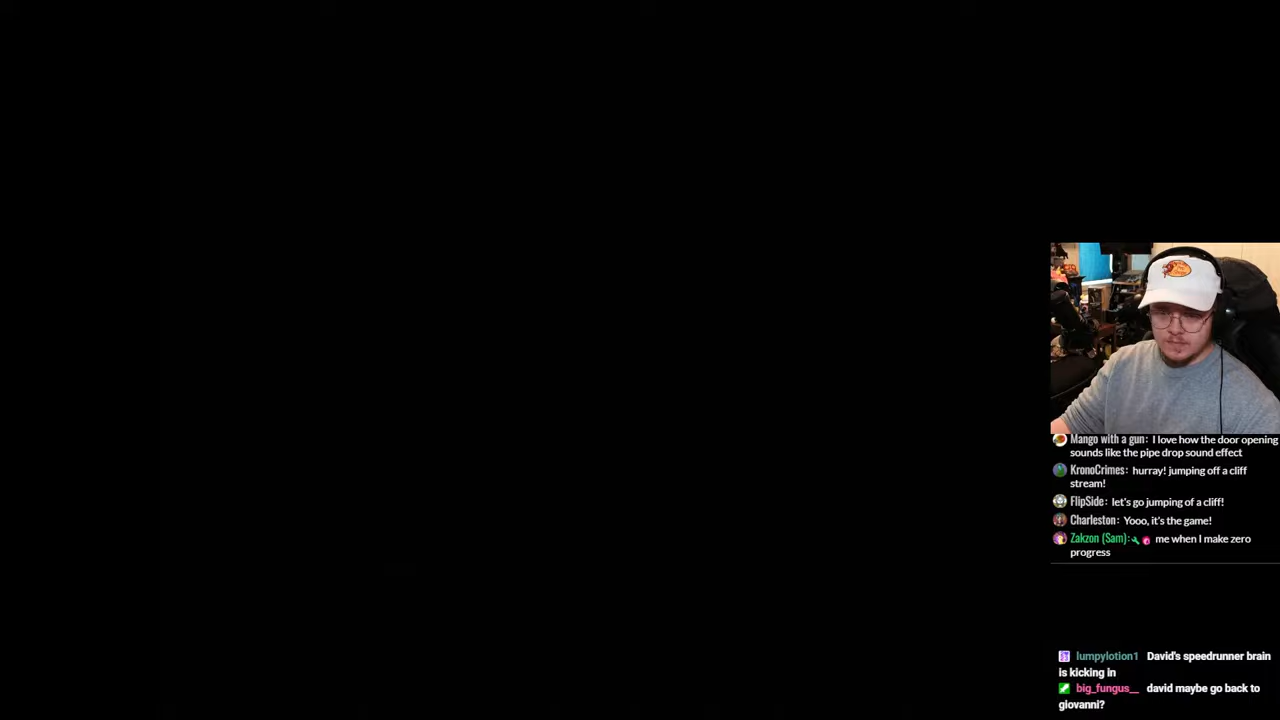 Mango with a gun: I love how the door opening
sounds like the pipe drop sound effect
KronoCrimes: hurray! jumping off a cliff
stream!
FlipSide: let's go jumping of a cliff!
Charleston: Yooo, it's the game!
Zakzon (Sam): me when I make zero
progress
lumpylotion1 David's speedrunner brain
is kicking in
big_fungus__ david maybe go back to
giovanni?